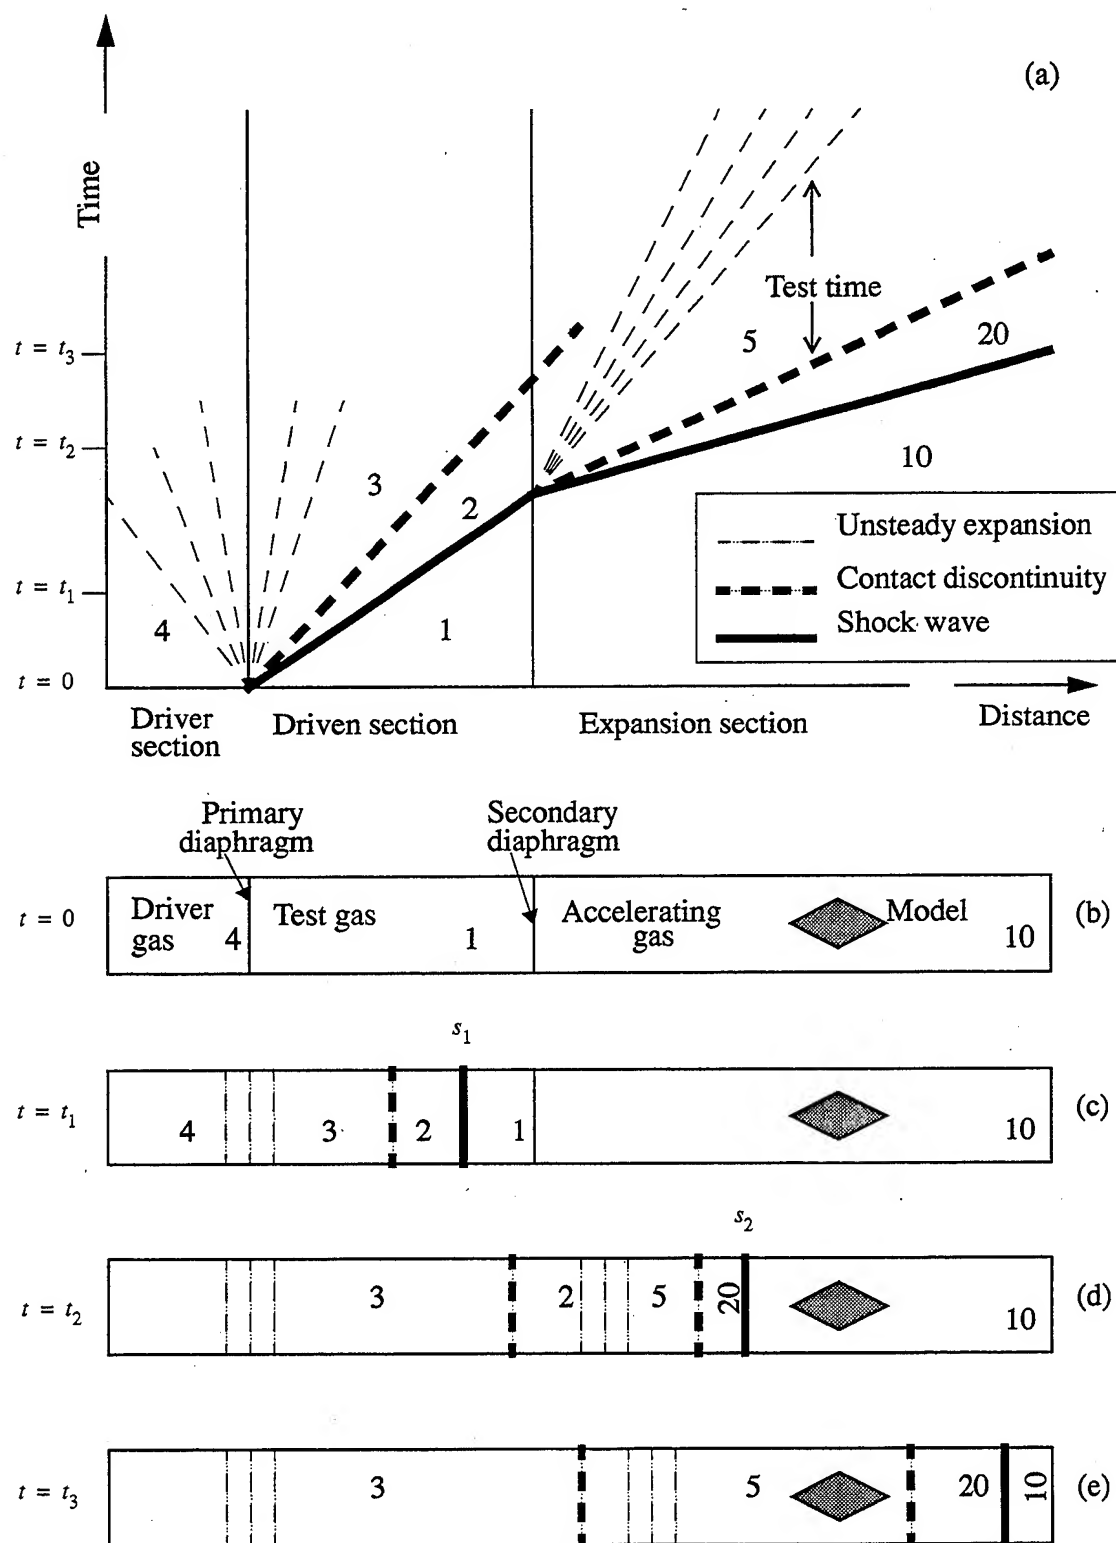 (a)
Time
Test time
5
20
t = t3
t = t2
10
3
2
Unsteady expansion
Contact discontinuity
Shock wave
t = t1
4
1
t = 0
Driver
section
Driven section
Expansion section
Distance
Primary
diaphragm
Secondary
diaphragm
t = 0
Driver
gas
4
Test gas
1
Accelerating
gas
Model
10
(b)
s1
t = t1
4
3
2
1
10
(c)
s2
t = t2
3
2
5
20
10
(d)
t = t3
3
5
20
10
(e)